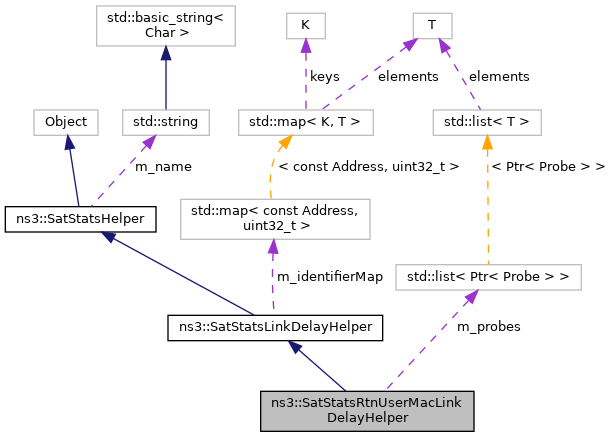 std::basic_string<
Char >
K
T
keys
elements
elements
Object
std::string
std::map< K, T >
std::list< T >
m_name
< const Address, uint32_t >
< Ptr< Probe > >
ns3::SatStatsHelper
std::map< const Address,
uint32_t >
m_identifierMap
std::list< Ptr< Probe > >
ns3::SatStatsLinkDelayHelper
m_probes
ns3::SatStatsRtnUserMacLink
DelayHelper